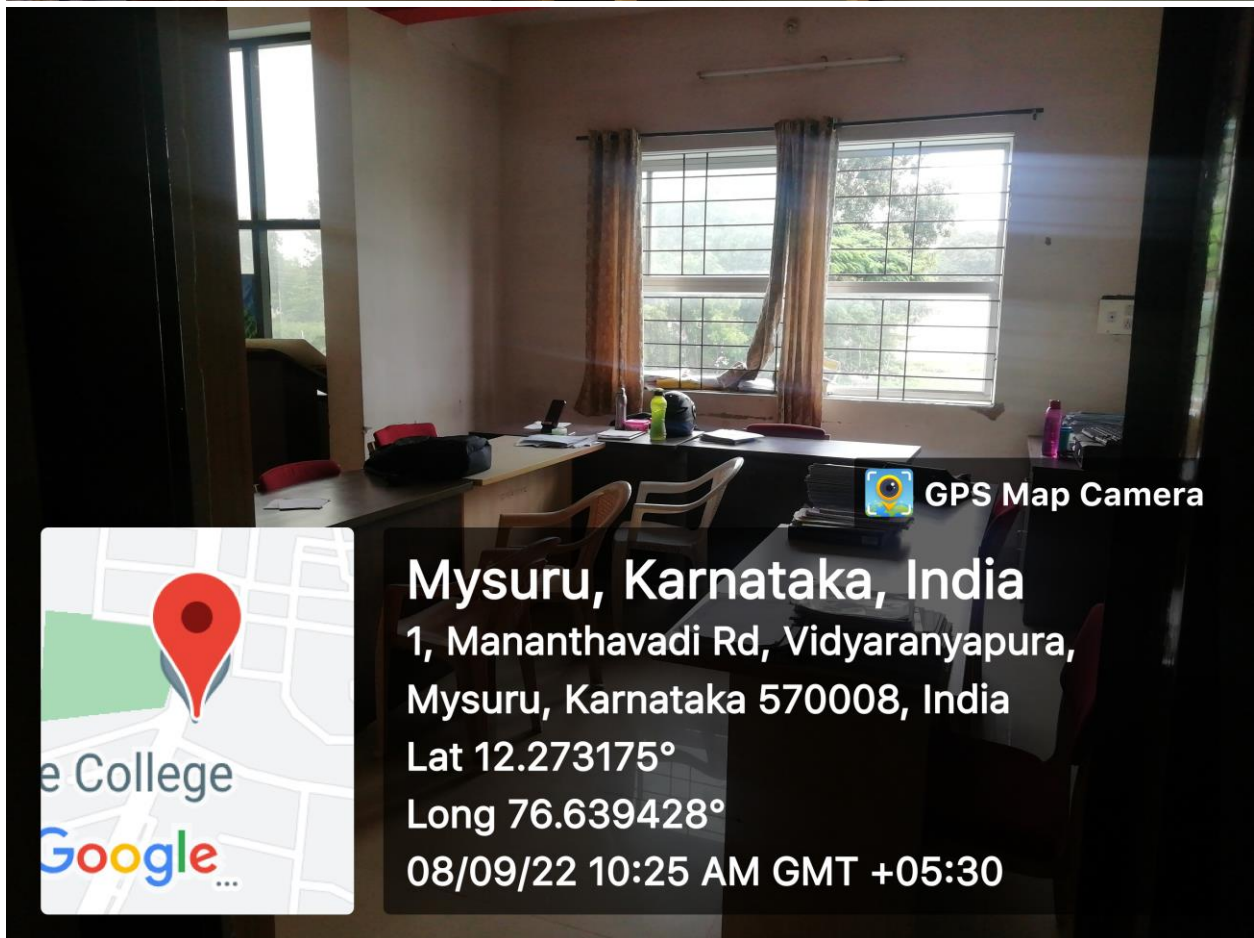 GPS Map Camera
Mysuru, Karnataka, India
1, Mananthavadi Rd, Vidyaranyapura,
Mysuru, Karnataka 570008, India
Lat 12.273175°
Long 76.639428°
08/09/22 10:25 AM GMT +05:30
e College
Google...